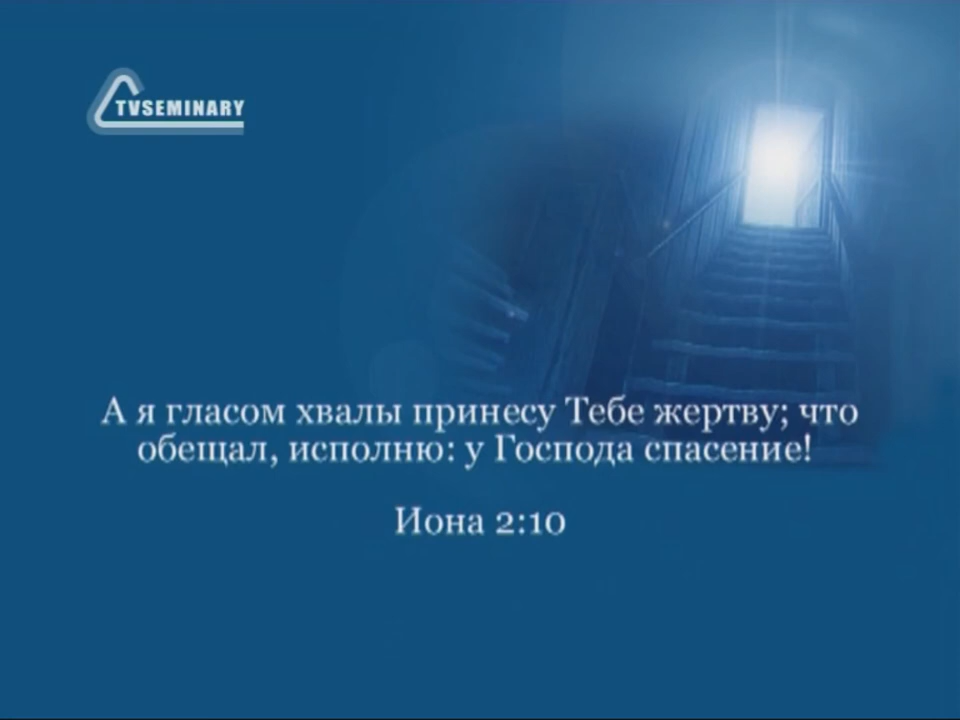 TVSEMINARY
А я гласом хвалы принесу Тебе жертву; что
обещал, исполню: у Господа спасение!
Иона 2:10